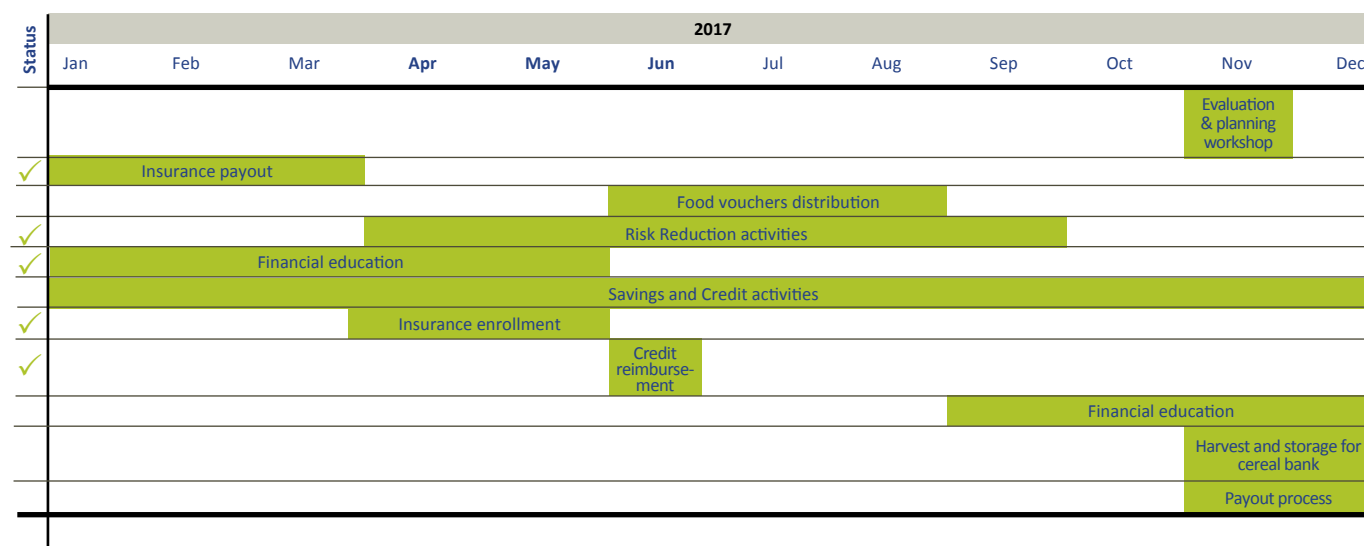 Status
2017
Jan Feb Mar Apr May Jun Jul Aug Sep Oct Nov Dec
Evaluation
& planning
workshop
✓ Insurance payout
Food vouchers distribution
✓ Risk Reduction activities
✓ Financial education
Savings and Credit activities
✓ Insurance enrollment
✓ Credit
reimburse-
ment
Financial education
Harvest and storage for
cereal bank
Payout process